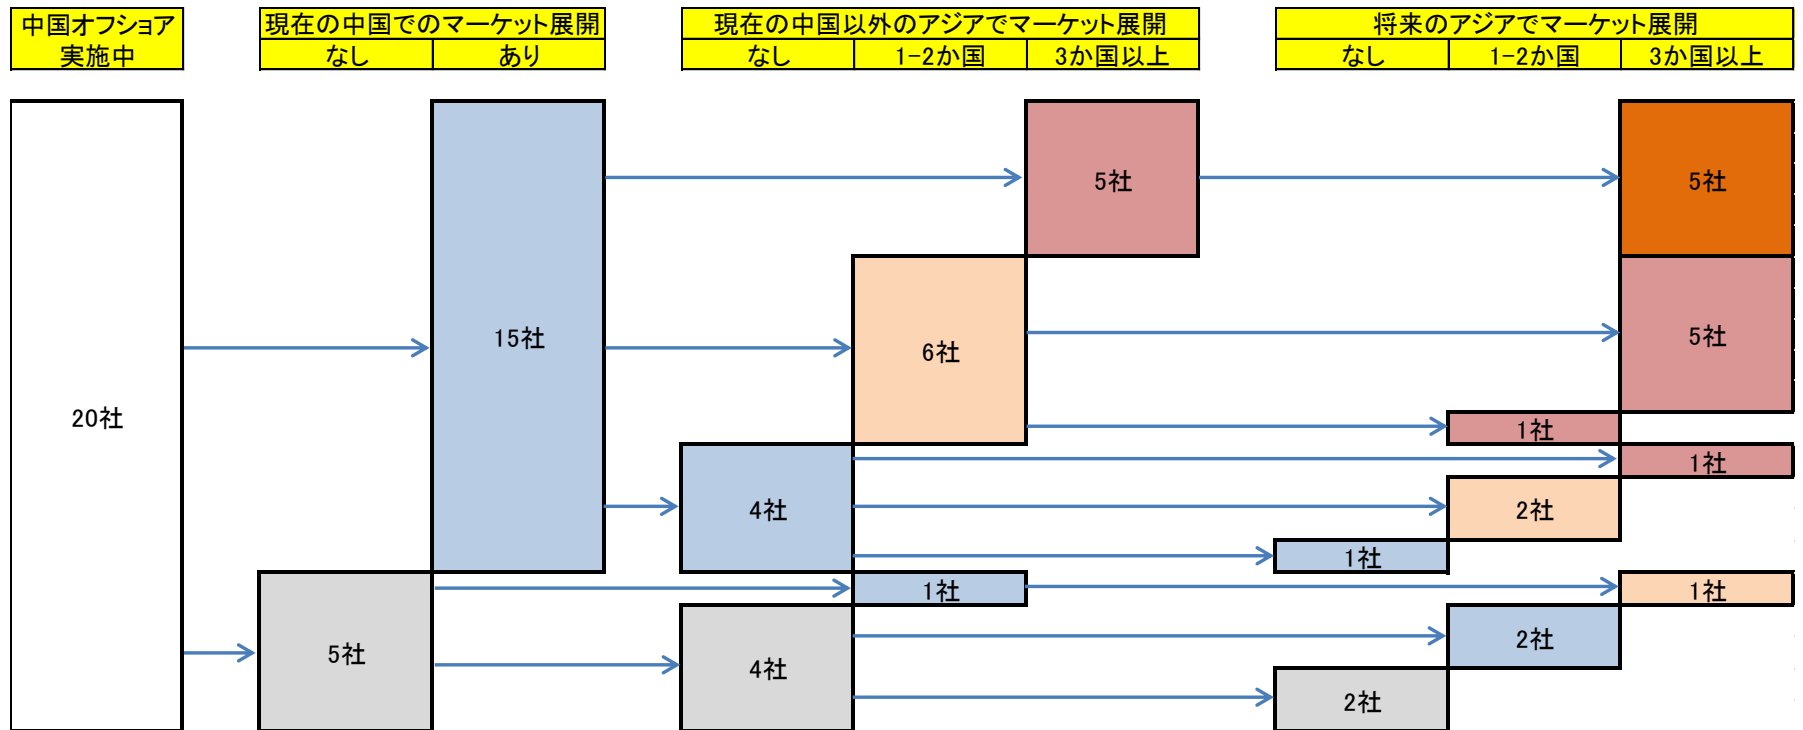 中国オフショア
実施中
現在の中国でのマーケット展開
なし
あり
現在の中国以外のアジアでマーケット展開
なし
1-2か国
3か国以上
将来のアジアでマーケット展開
なし
1-2か国
3か国以上
5社
5社
15社
6社
5社
20社
1社
1社
4社
2社
1社
1社
1社
5社
4社
2社
2社